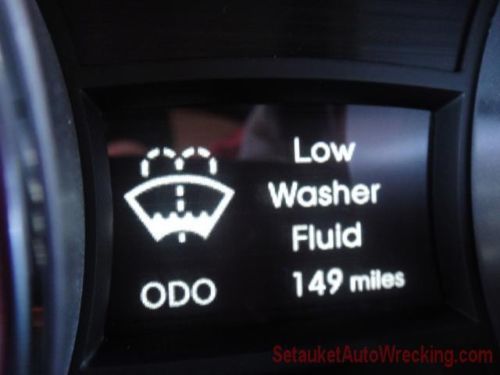 Low
Washer
Fluid
ODO 149 miles
SetauketAutoWrecking.com